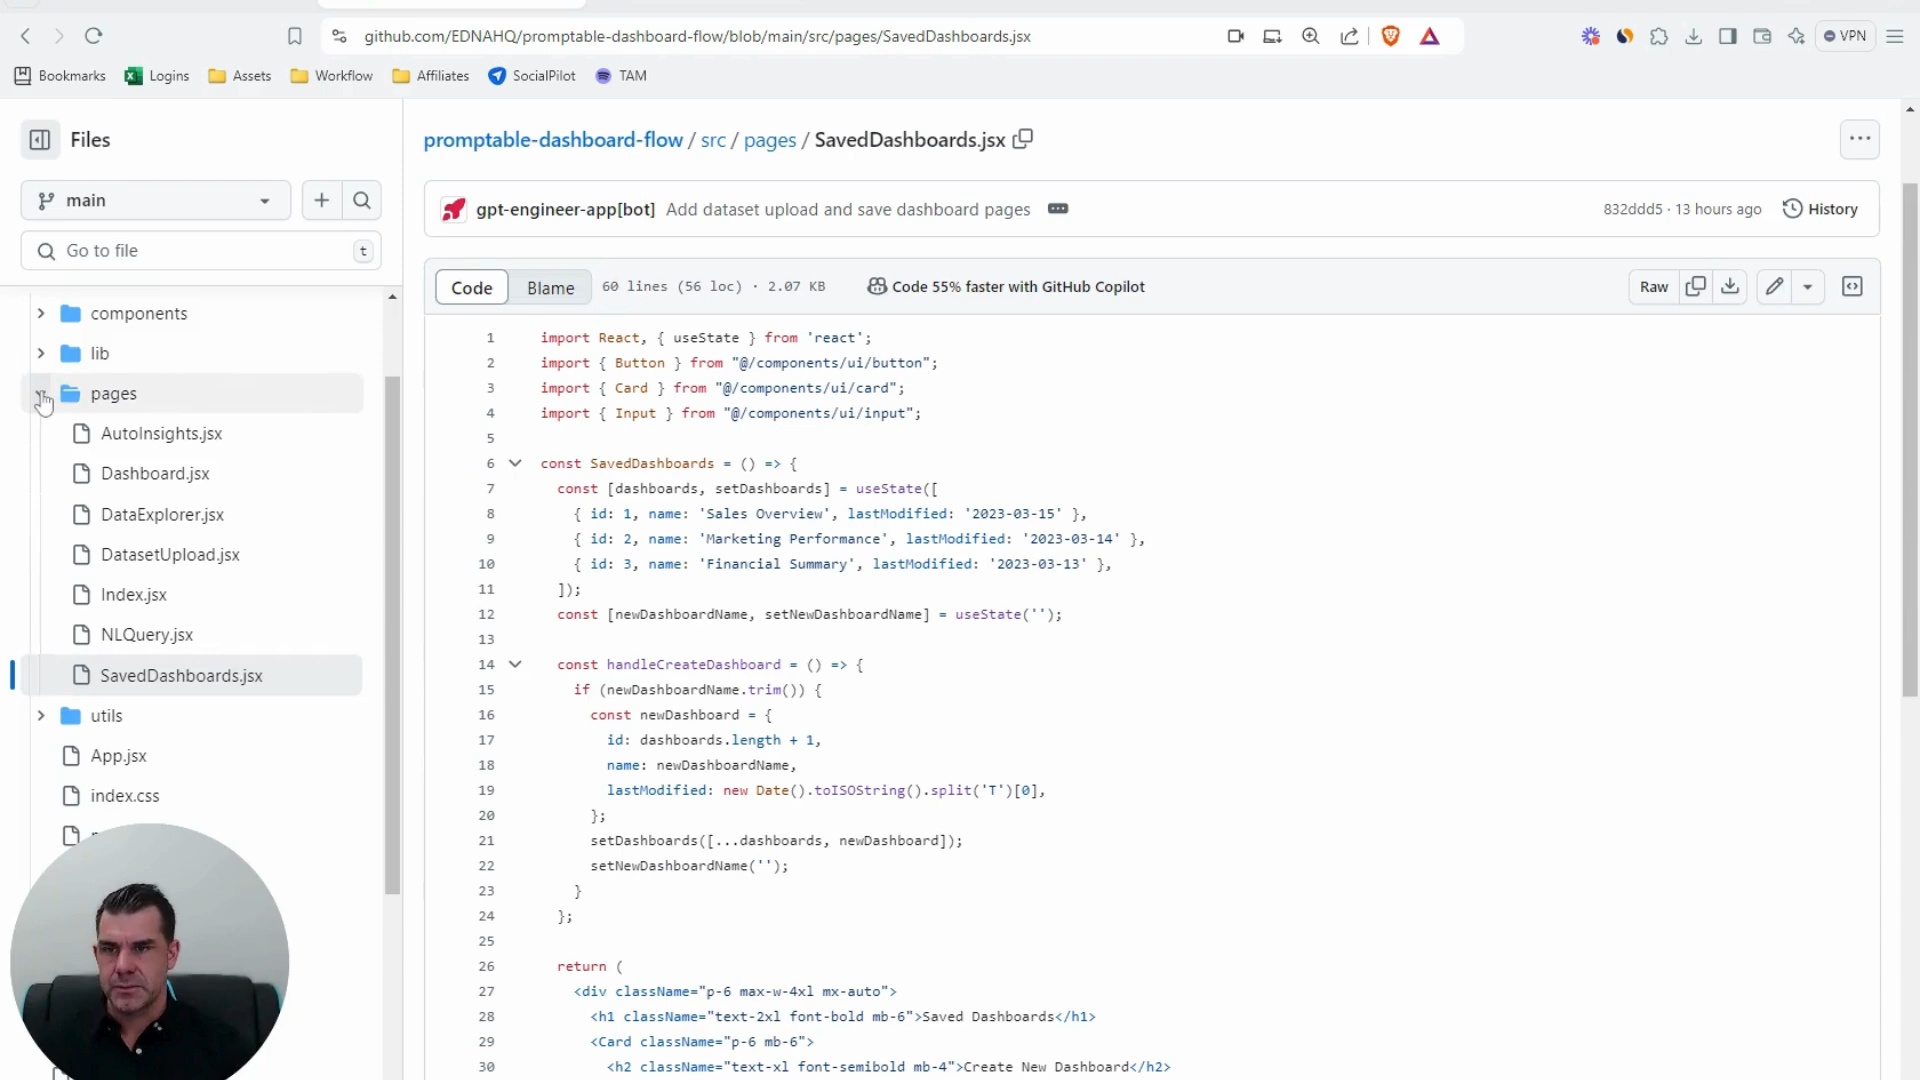 github.com/EDNAHQ/promptable-dashboard-flow/blob/main/src/pages/SavedDashboards.jsx
VPN
Bookmarks
Logins
Assets
Workflow
Affiliates
SocialPilot
TAM
Files
main
Go to file
t
components
lib
pages
AutoInsights.jsx
Dashboard.jsx
DataExplorer.jsx
DatasetUpload.jsx
Index.jsx
NLQuery.jsx
SavedDashboards.jsx
utils
App.jsx
index.css
promptable-dashboard-flow / src / pages / SavedDashboards.jsx
gpt-engineer-app[bot] Add dataset upload and save dashboard pages
832ddd5 · 13 hours ago
History
Code
Blame
60 lines (56 loc) · 2.07 KB
Code 55% faster with GitHub Copilot
Raw
1 import React, { useState } from 'react';
2 import { Button } from "@/components/ui/button";
3 import { Card } from "@/components/ui/card";
4 import { Input } from "@/components/ui/input";
5
6 const SavedDashboards = () => {
7 const [dashboards, setDashboards] = useState([
8 { id: 1, name: 'Sales Overview', lastModified: '2023-03-15' },
9 { id: 2, name: 'Marketing Performance', lastModified: '2023-03-14' },
10 { id: 3, name: 'Financial Summary', lastModified: '2023-03-13' },
11 ]);
12 const [newDashboardName, setNewDashboardName] = useState('');
13
14 const handleCreateDashboard = () => {
15 if (newDashboardName.trim()) {
16 const newDashboard = {
17 id: dashboards.length + 1,
18 name: newDashboardName,
19 lastModified: new Date().toISOString().split('T')[0],
20 };
21 setDashboards([...dashboards, newDashboard]);
22 setNewDashboardName('');
23 }
24 };
25
26 return (
27 <div className="p-6 max-w-4xl mx-auto">
28 <h1 className="text-2xl font-bold mb-6">Saved Dashboards</h1>
29 <Card className="p-6 mb-6">
30 <h2 className="text-xl font-semibold mb-4">Create New Dashboard</h2>